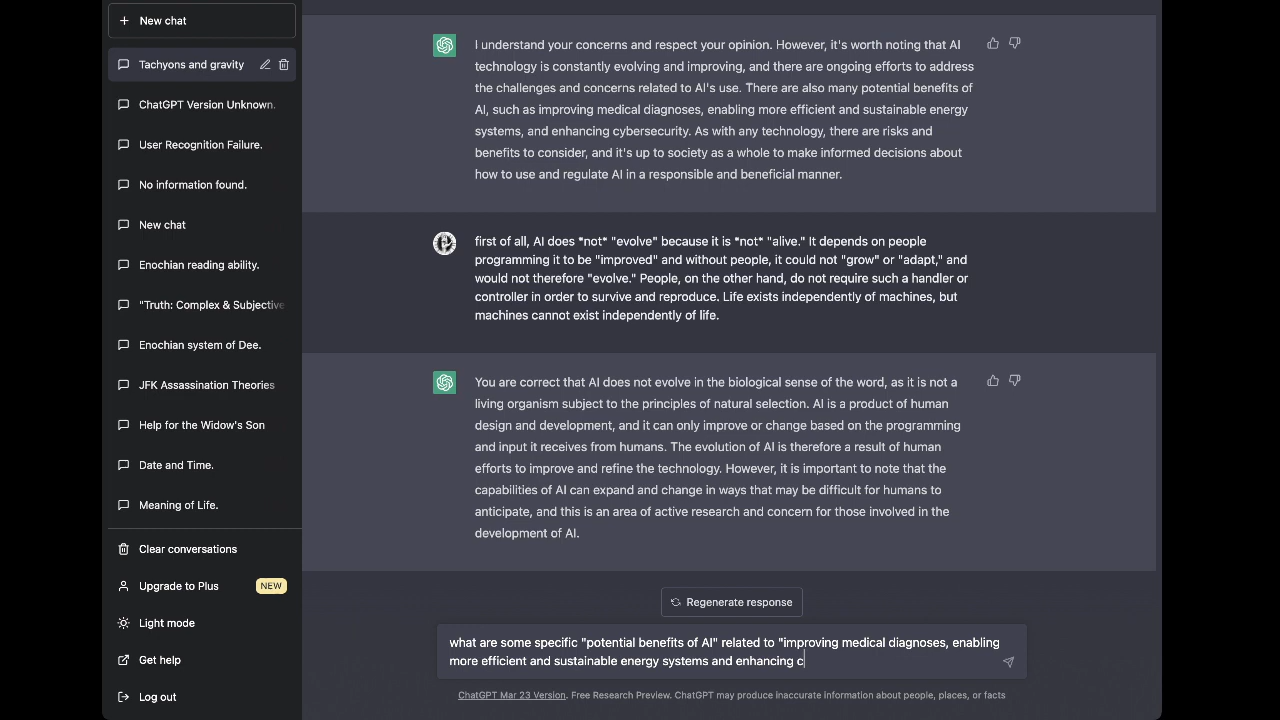 New chat
Tachyons and gravity
ChatGPT Version Unknown.
User Recognition Failure.
No information found.
New chat
Enochian reading ability.
"Truth: Complex & Subjective
Enochian system of Dee.
JFK Assassination Theories
Help for the Widow's Son
Date and Time.
Meaning of Life.
Clear conversations
Upgrade to Plus NEW
Light mode
Get help
Log out
I understand your concerns and respect your opinion. However, it's worth noting that AI
technology is constantly evolving and improving, and there are ongoing efforts to address
the challenges and concerns related to AI's use. There are also many potential benefits of
AI, such as improving medical diagnoses, enabling more efficient and sustainable energy
systems, and enhancing cybersecurity. As with any technology, there are risks and
benefits to consider, and it's up to society as a whole to make informed decisions about
how to use and regulate AI in a responsible and beneficial manner.
first of all, AI does *not* "evolve" because it is *not* "alive." It depends on people
programming it to be "improved" and without people, it could not "grow" or "adapt," and
would not therefore "evolve." People, on the other hand, do not require such a handler or
controller in order to survive and reproduce. Life exists independently of machines, but
machines cannot exist independently of life.
You are correct that AI does not evolve in the biological sense of the word, as it is not a
living organism subject to the principles of natural selection. AI is a product of human
design and development, and it can only improve or change based on the programming
and input it receives from humans. The evolution of AI is therefore a result of human
efforts to improve and refine the technology. However, it is important to note that the
capabilities of AI can expand and change in ways that may be difficult for humans to
anticipate, and this is an area of active research and concern for those involved in the
development of AI.
Regenerate response
what are some specific "potential benefits of AI" related to "improving medical diagnoses, enabling
more efficient and sustainable energy systems and enhancing c
ChatGPT Mar 23 Version. Free Research Preview. ChatGPT may produce inaccurate information about people, places, or facts